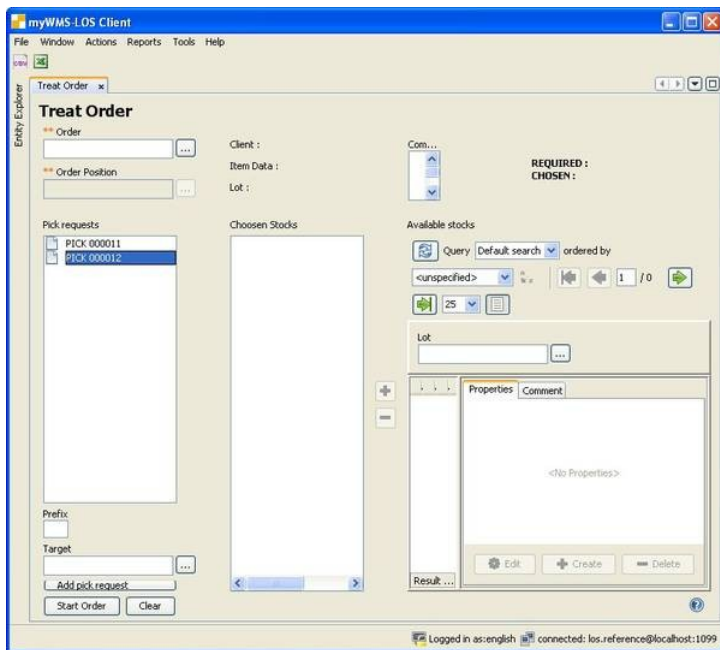 myWMS-LOS Client
File Window Actions Reports Tools Help
CSV
Entity Explorer
Treat Order x
Treat Order
** Order
...
Client :
Com...
Item Data :
REQUIRED :
CHOSEN :
** Order Position
...
Lot :
Pick requests
Choosen Stocks
Available stocks
PICK 000011
PICK 000012
Query Default search ordered by
<unspecified> 1 / 0
25
Lot
...
Properties Comment
<No Properties>
Prefix
Target
...
Edit Create Delete
Add pick request
Result ...
Start Order Clear
Logged in as:english connected: los.reference@localhost:1099